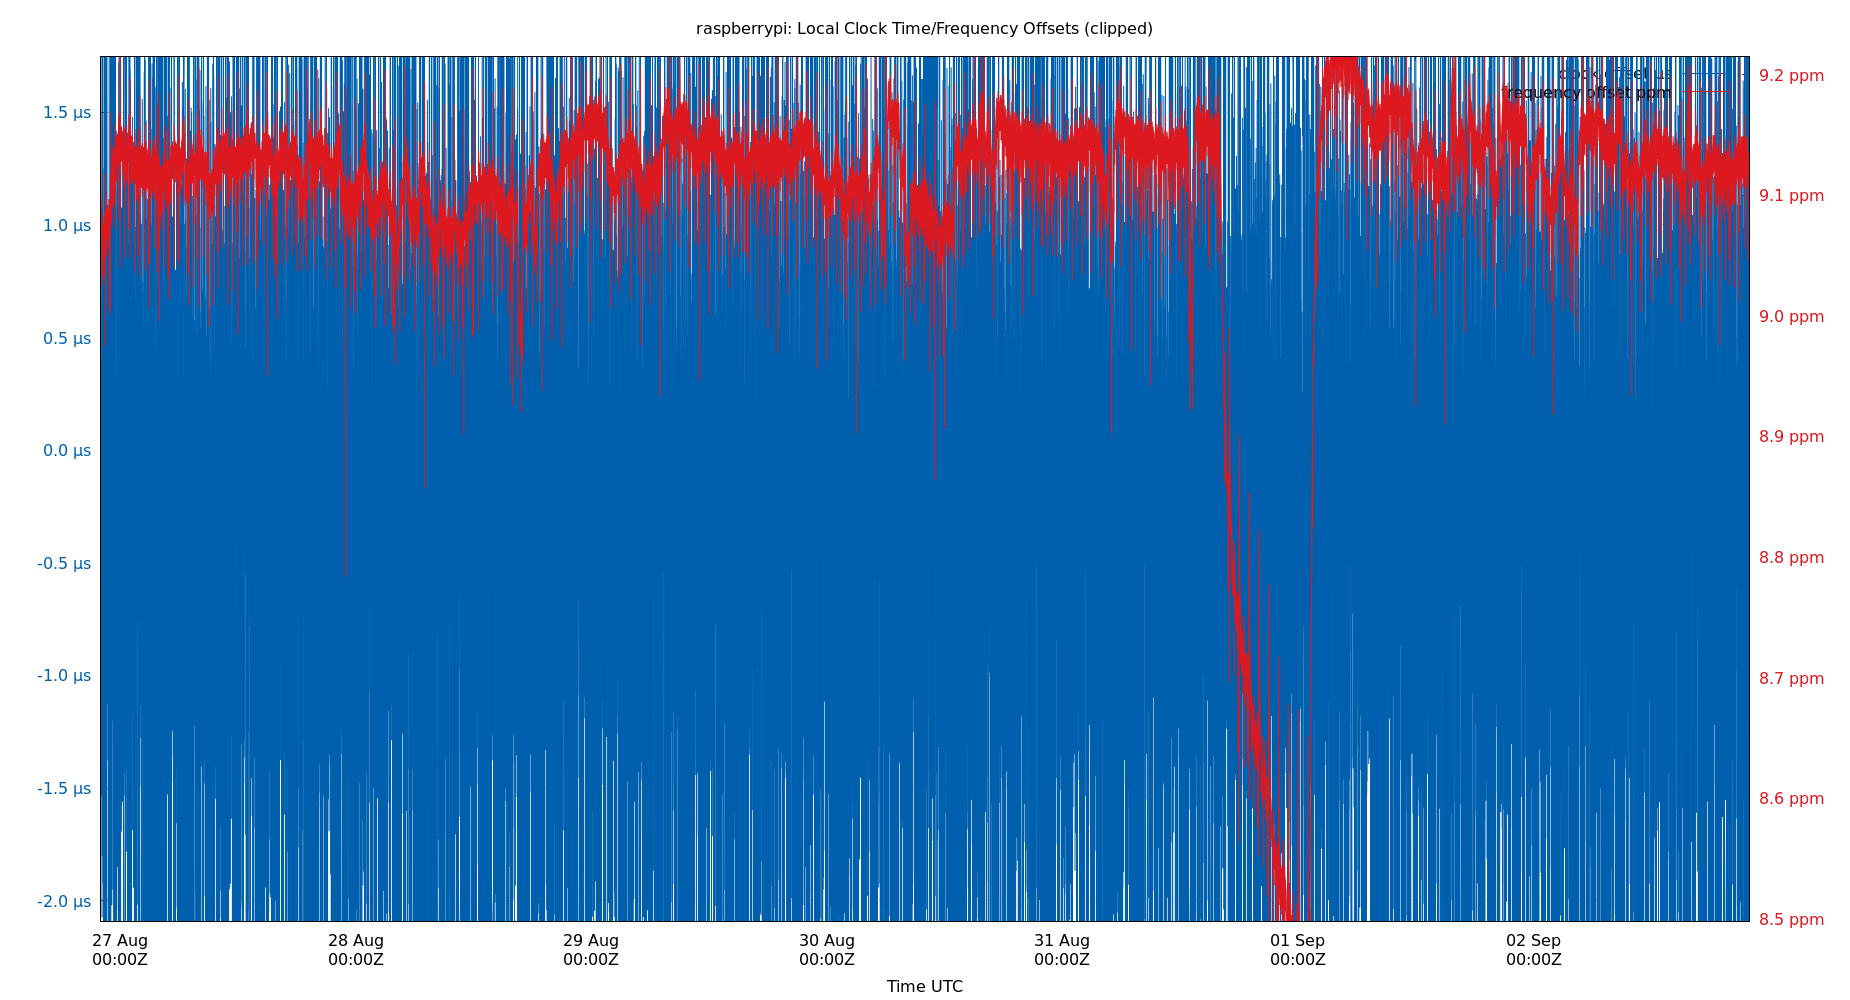 raspberrypi: Local Clock Time/Frequency Offsets (clipped)
clock offset µs
frequency offset ppm
1.5 µs
1.0 µs
0.5 µs
0.0 µs
-0.5 µs
-1.0 µs
-1.5 µs
-2.0 µs
9.2 ppm
9.1 ppm
9.0 ppm
8.9 ppm
8.8 ppm
8.7 ppm
8.6 ppm
8.5 ppm
27 Aug 28 Aug 29 Aug 30 Aug 31 Aug 01 Sep 02 Sep
00:00Z 00:00Z 00:00Z 00:00Z 00:00Z 00:00Z 00:00Z
Time UTC